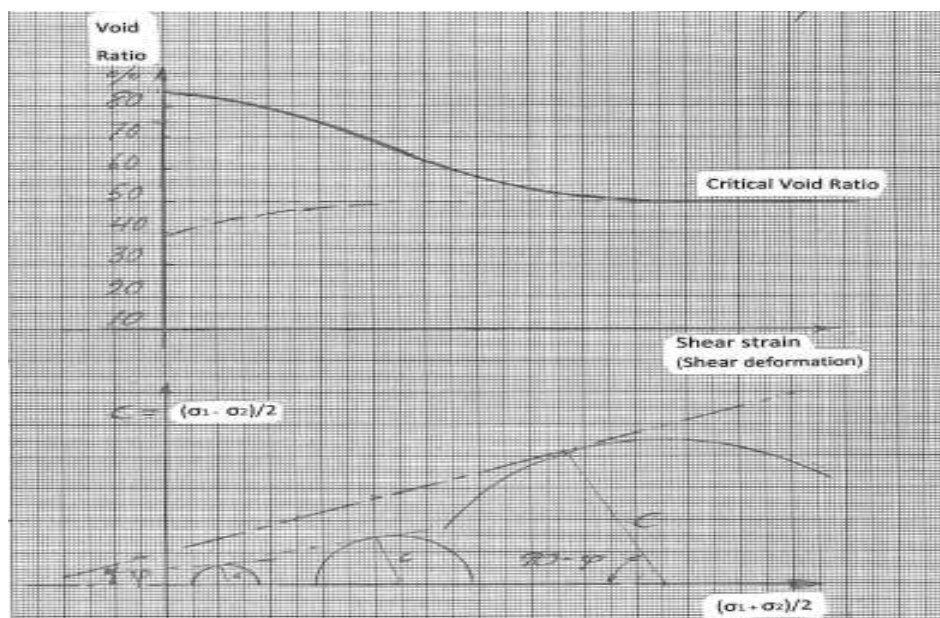 Void
Ratio
%
80
70
60
50
Critical Void Ratio
40
30
20
10
Shear strain
(Shear deformation)
C = (σ1 - σ2)/2
C
c
90-φ
φ
(σ1 + σ2)/2